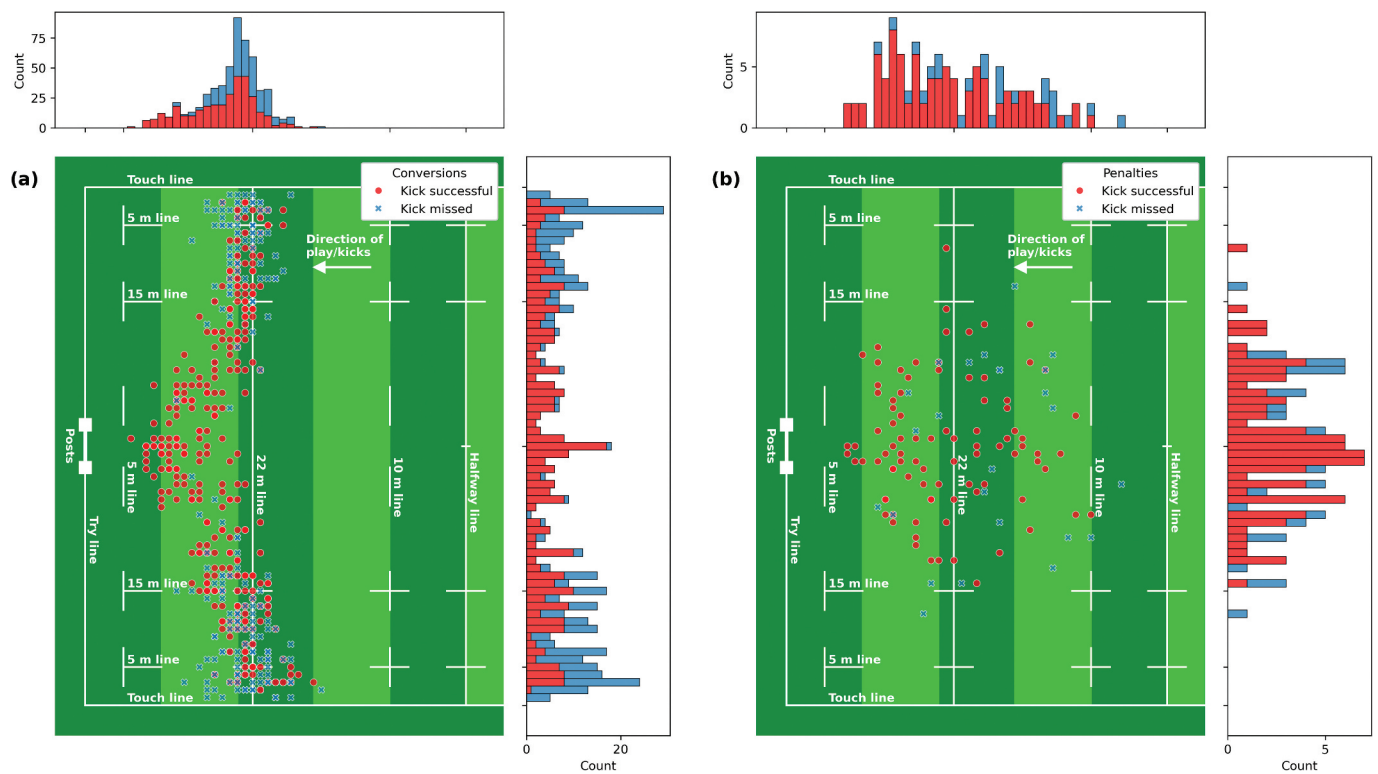 75
50
25
0
Count
(a)
Conversions
Kick successful
Kick missed
Touch line
5 m line
Direction of
play/kicks
15 m line
Posts
5 m line
22 m line
10 m line
Halfway line
Try line
15 m line
5 m line
Touch line
0
20
Count
5
0
Count
(b)
Penalties
Kick successful
Kick missed
Touch line
5 m line
Direction of
play/kicks
15 m line
Posts
5 m line
22 m line
10 m line
Halfway line
Try line
15 m line
5 m line
Touch line
0
5
Count